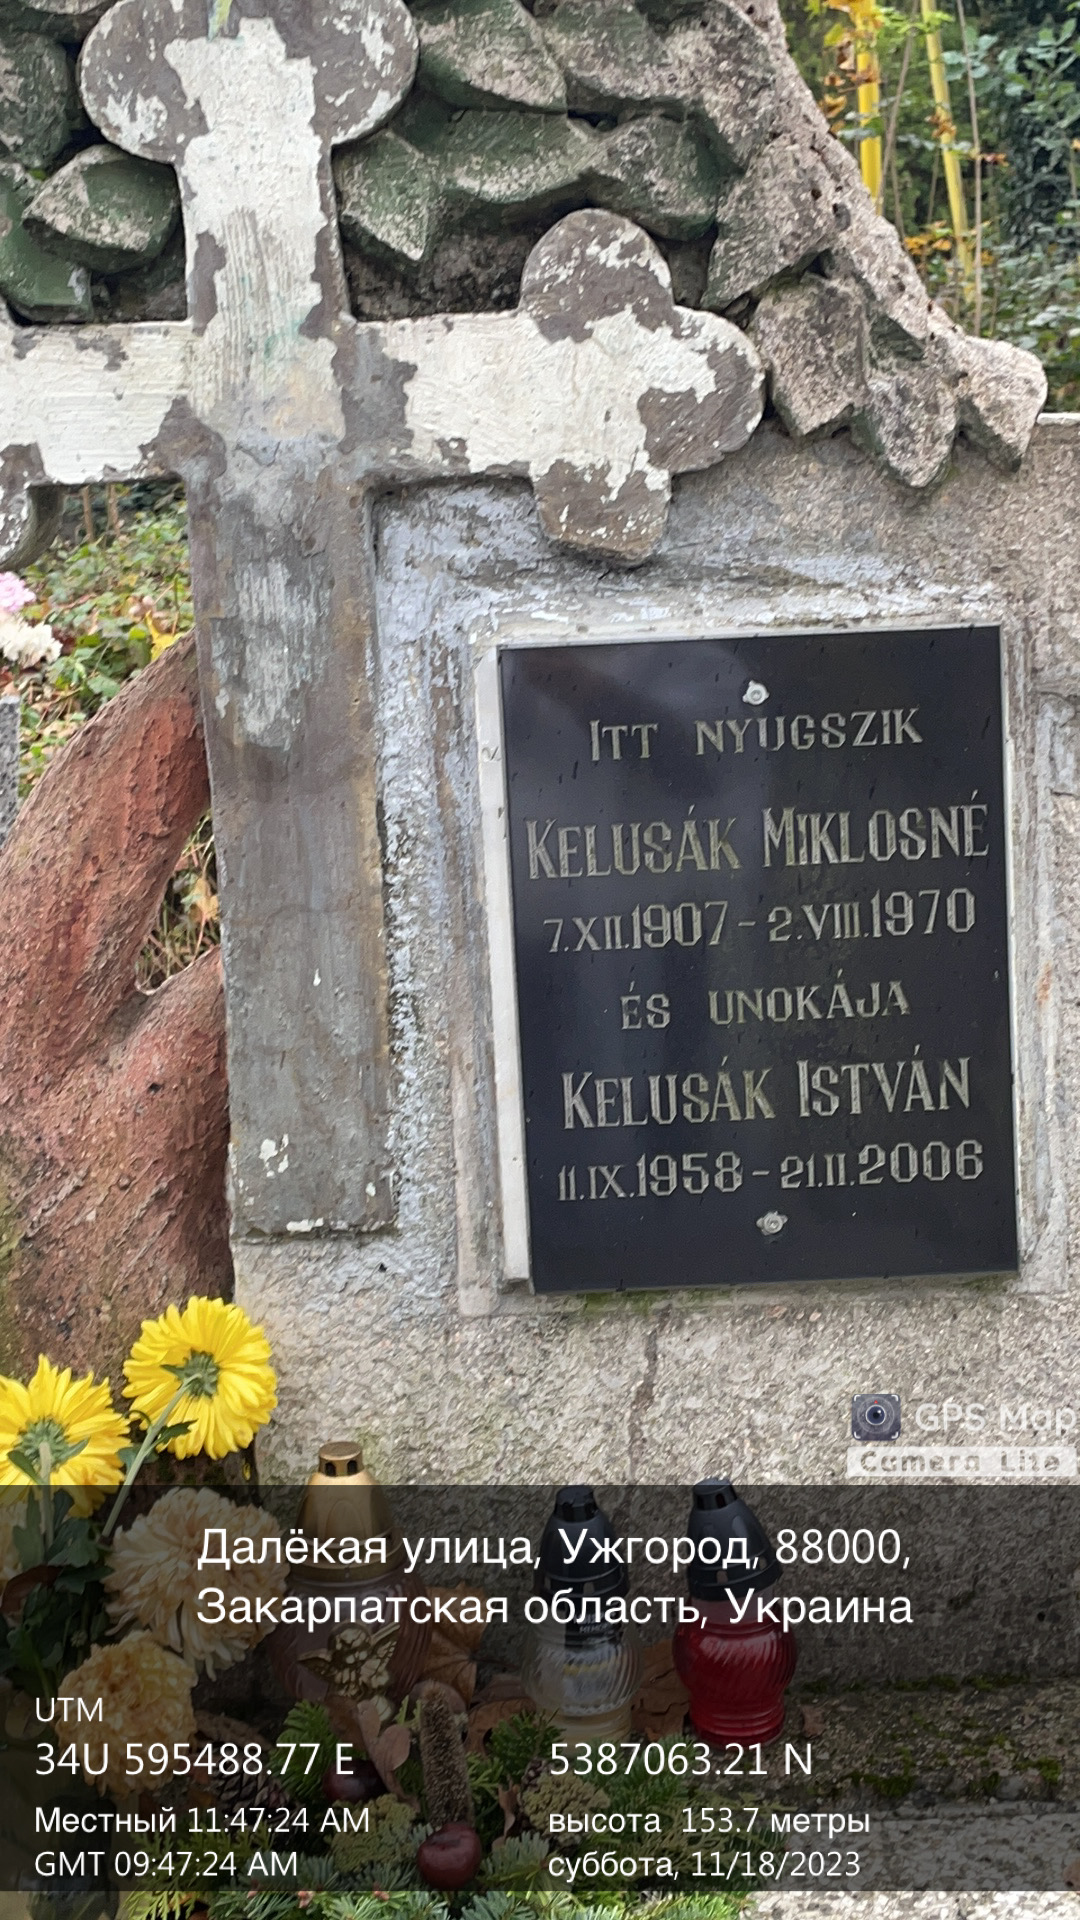 ITT NYUGSZIK
KELUSÁK MIKLOSNÉ
7.XII.1907 – 2.VIII.1970
ÉS UNOKÁJA
KELUSÁK ISTVÁN
11.IX.1958 – 21.II.2006
GPS Map
Camera Lite
Далёкая улица, Ужгород, 88000,
Закарпатская область, Украина
UTM
34U 595488.77 E 5387063.21 N
Местный 11:47:24 AM высота 153.7 метры
GMT 09:47:24 AM суббота, 11/18/2023